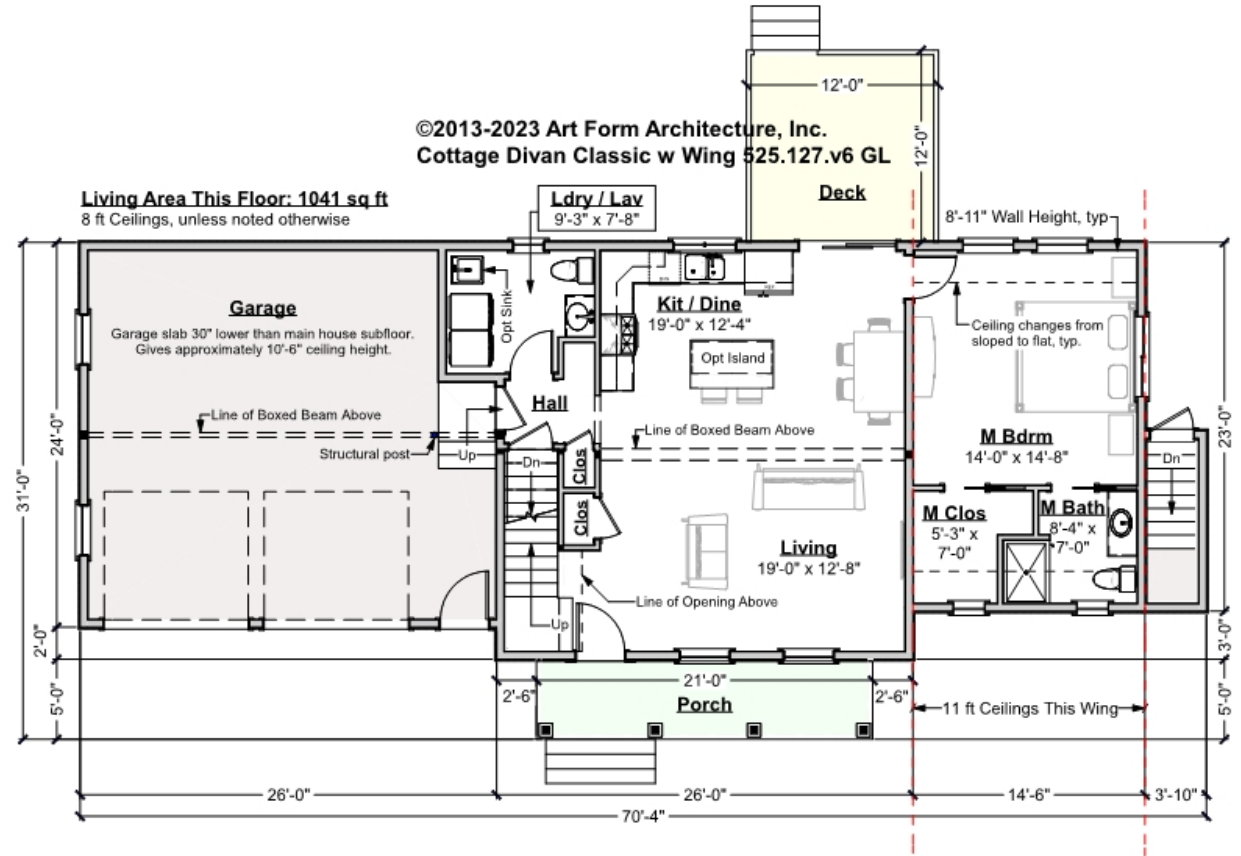 12'-0"
12'-0"
©2013-2023 Art Form Architecture, Inc.
Cottage Divan Classic w Wing 525.127.v6 GL
Deck
Living Area This Floor: 1041 sq ft
8 ft Ceilings, unless noted otherwise
Ldry / Lav
9'-3" x 7'-8"
8'-11" Wall Height, typ
Garage
Garage slab 30" lower than main house subfloor.
Gives approximately 10'-6" ceiling height.
Opt Sink
Kit / Dine
19'-0" x 12'-4"
Opt Island
Ceiling changes from
sloped to flat, typ.
Hall
Line of Boxed Beam Above
Structural post
Up
Line of Boxed Beam Above
M Bdrm
14'-0" x 14'-8"
Dn
Clos
Clos
Dn
M Clos
5'-3" x
7'-0"
M Bath
8'-4" x
7'-0"
Living
19'-0" x 12'-8"
Line of Opening Above
Up
24'-0"
31'-0"
2'-0"
5'-0"
23'-0"
3'-0"
5'-0"
2'-6"
21'-0"
2'-6"
Porch
11 ft Ceilings This Wing
26'-0"
26'-0"
14'-6"
3'-10"
70'-4"